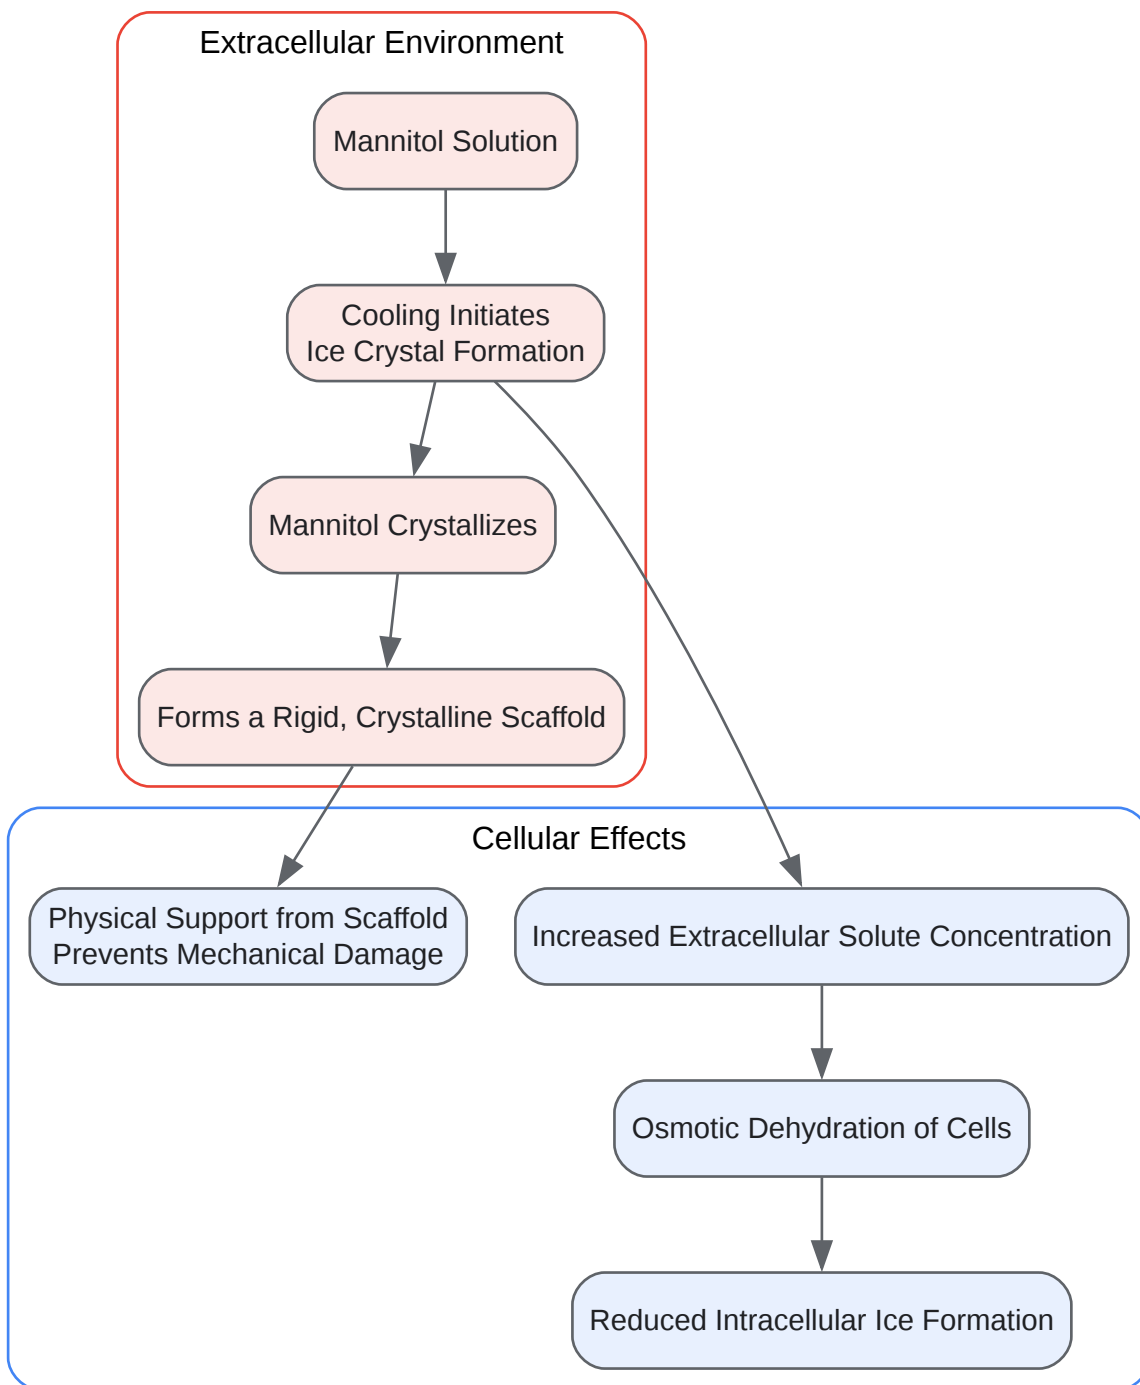 Extracellular Environment
Mannitol Solution
Cooling Initiates
Ice Crystal Formation
Mannitol Crystallizes
Forms a Rigid, Crystalline Scaffold
Cellular Effects
Physical Support from Scaffold
Prevents Mechanical Damage
Increased Extracellular Solute Concentration
Osmotic Dehydration of Cells
Reduced Intracellular Ice Formation